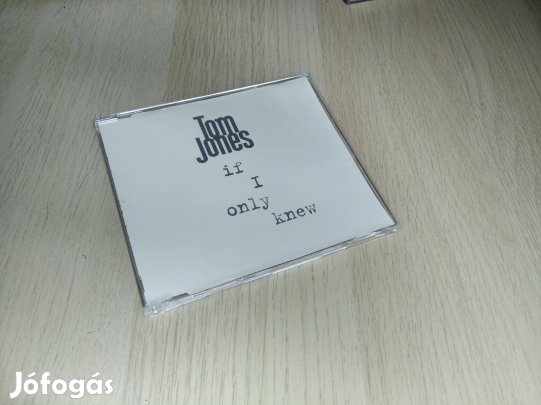 Tom
Jones
if
I
only
knew
Jófogás